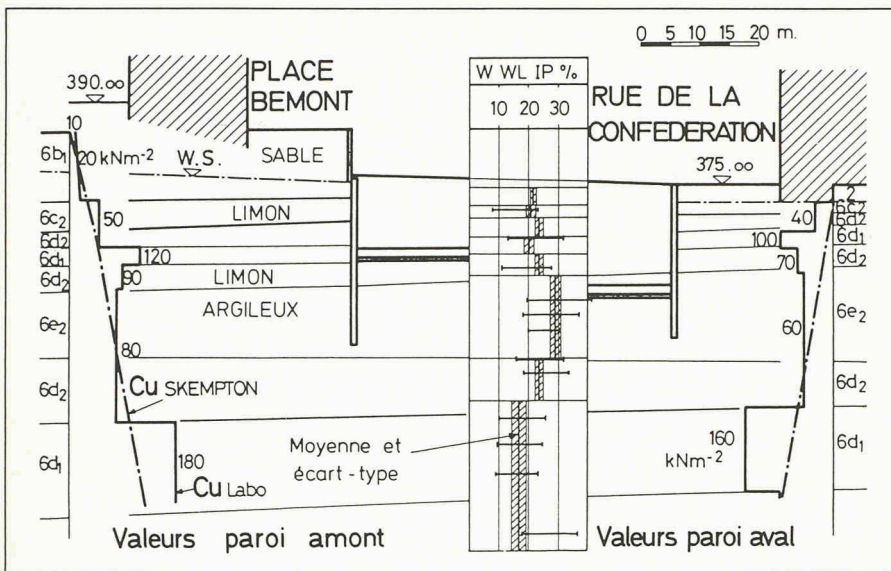 0 5 10 15 20 m.
PLACE
BEMONT
390.00
W WL IP %
10 20 30
RUE DE LA
CONFEDERATION
375.00
10
6b1
20 kNm-2
W.S.
SABLE
6c2
50
LIMON
6d2
6d1
120
6d2
90
LIMON
ARGILEUX
6e2
80
Cu SKEMPTON
6d2
6d1
180
Cu Labo
Moyenne et
écart-type
2
6c2
40
6d2
100
6d1
70
6d2
60
6e2
6d2
160
kNm-2
6d1
Valeurs paroi amont
Valeurs paroi aval